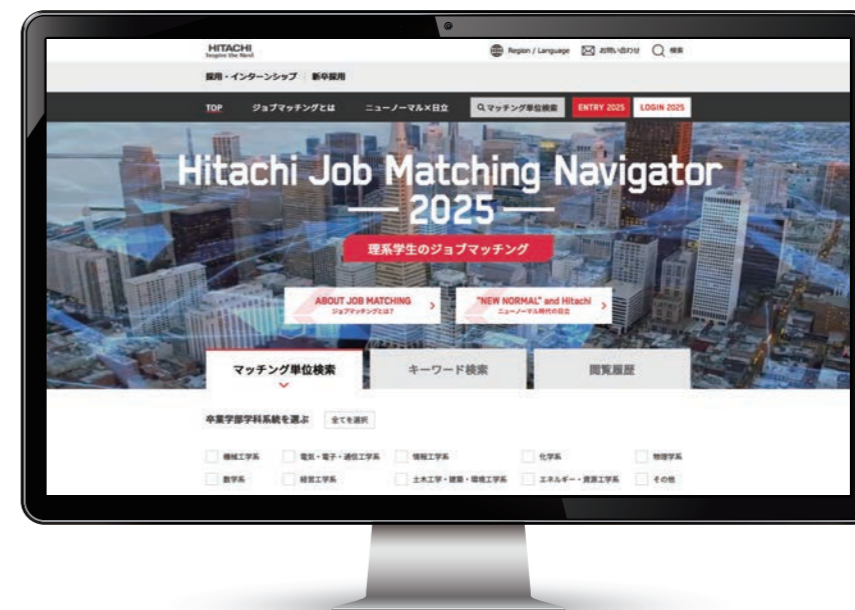 HITACHI
Inspire the Next
Region / Language
お問い合わせ
検索
採用・インターンシップ
新卒採用
TOP
ジョブマッチングとは
ニューノーマル×日立
マッチング単位検索
ENTRY 2025
LOGIN 2025
Hitachi Job Matching Navigator
2025
理系学生のジョブマッチング
ABOUT JOB MATCHING
ジョブマッチングとは?
"NEW NORMAL" and Hitachi
ニューノーマル時代の日立
マッチング単位検索
キーワード検索
閲覧履歴
卒業学部学科系統を選ぶ
全てを選択
機械工学系
電気・電子・通信工学系
情報工学系
化学系
物理学系
数学系
経営工学系
土木工学・建築・環境工学系
エネルギー・資源工学系
その他